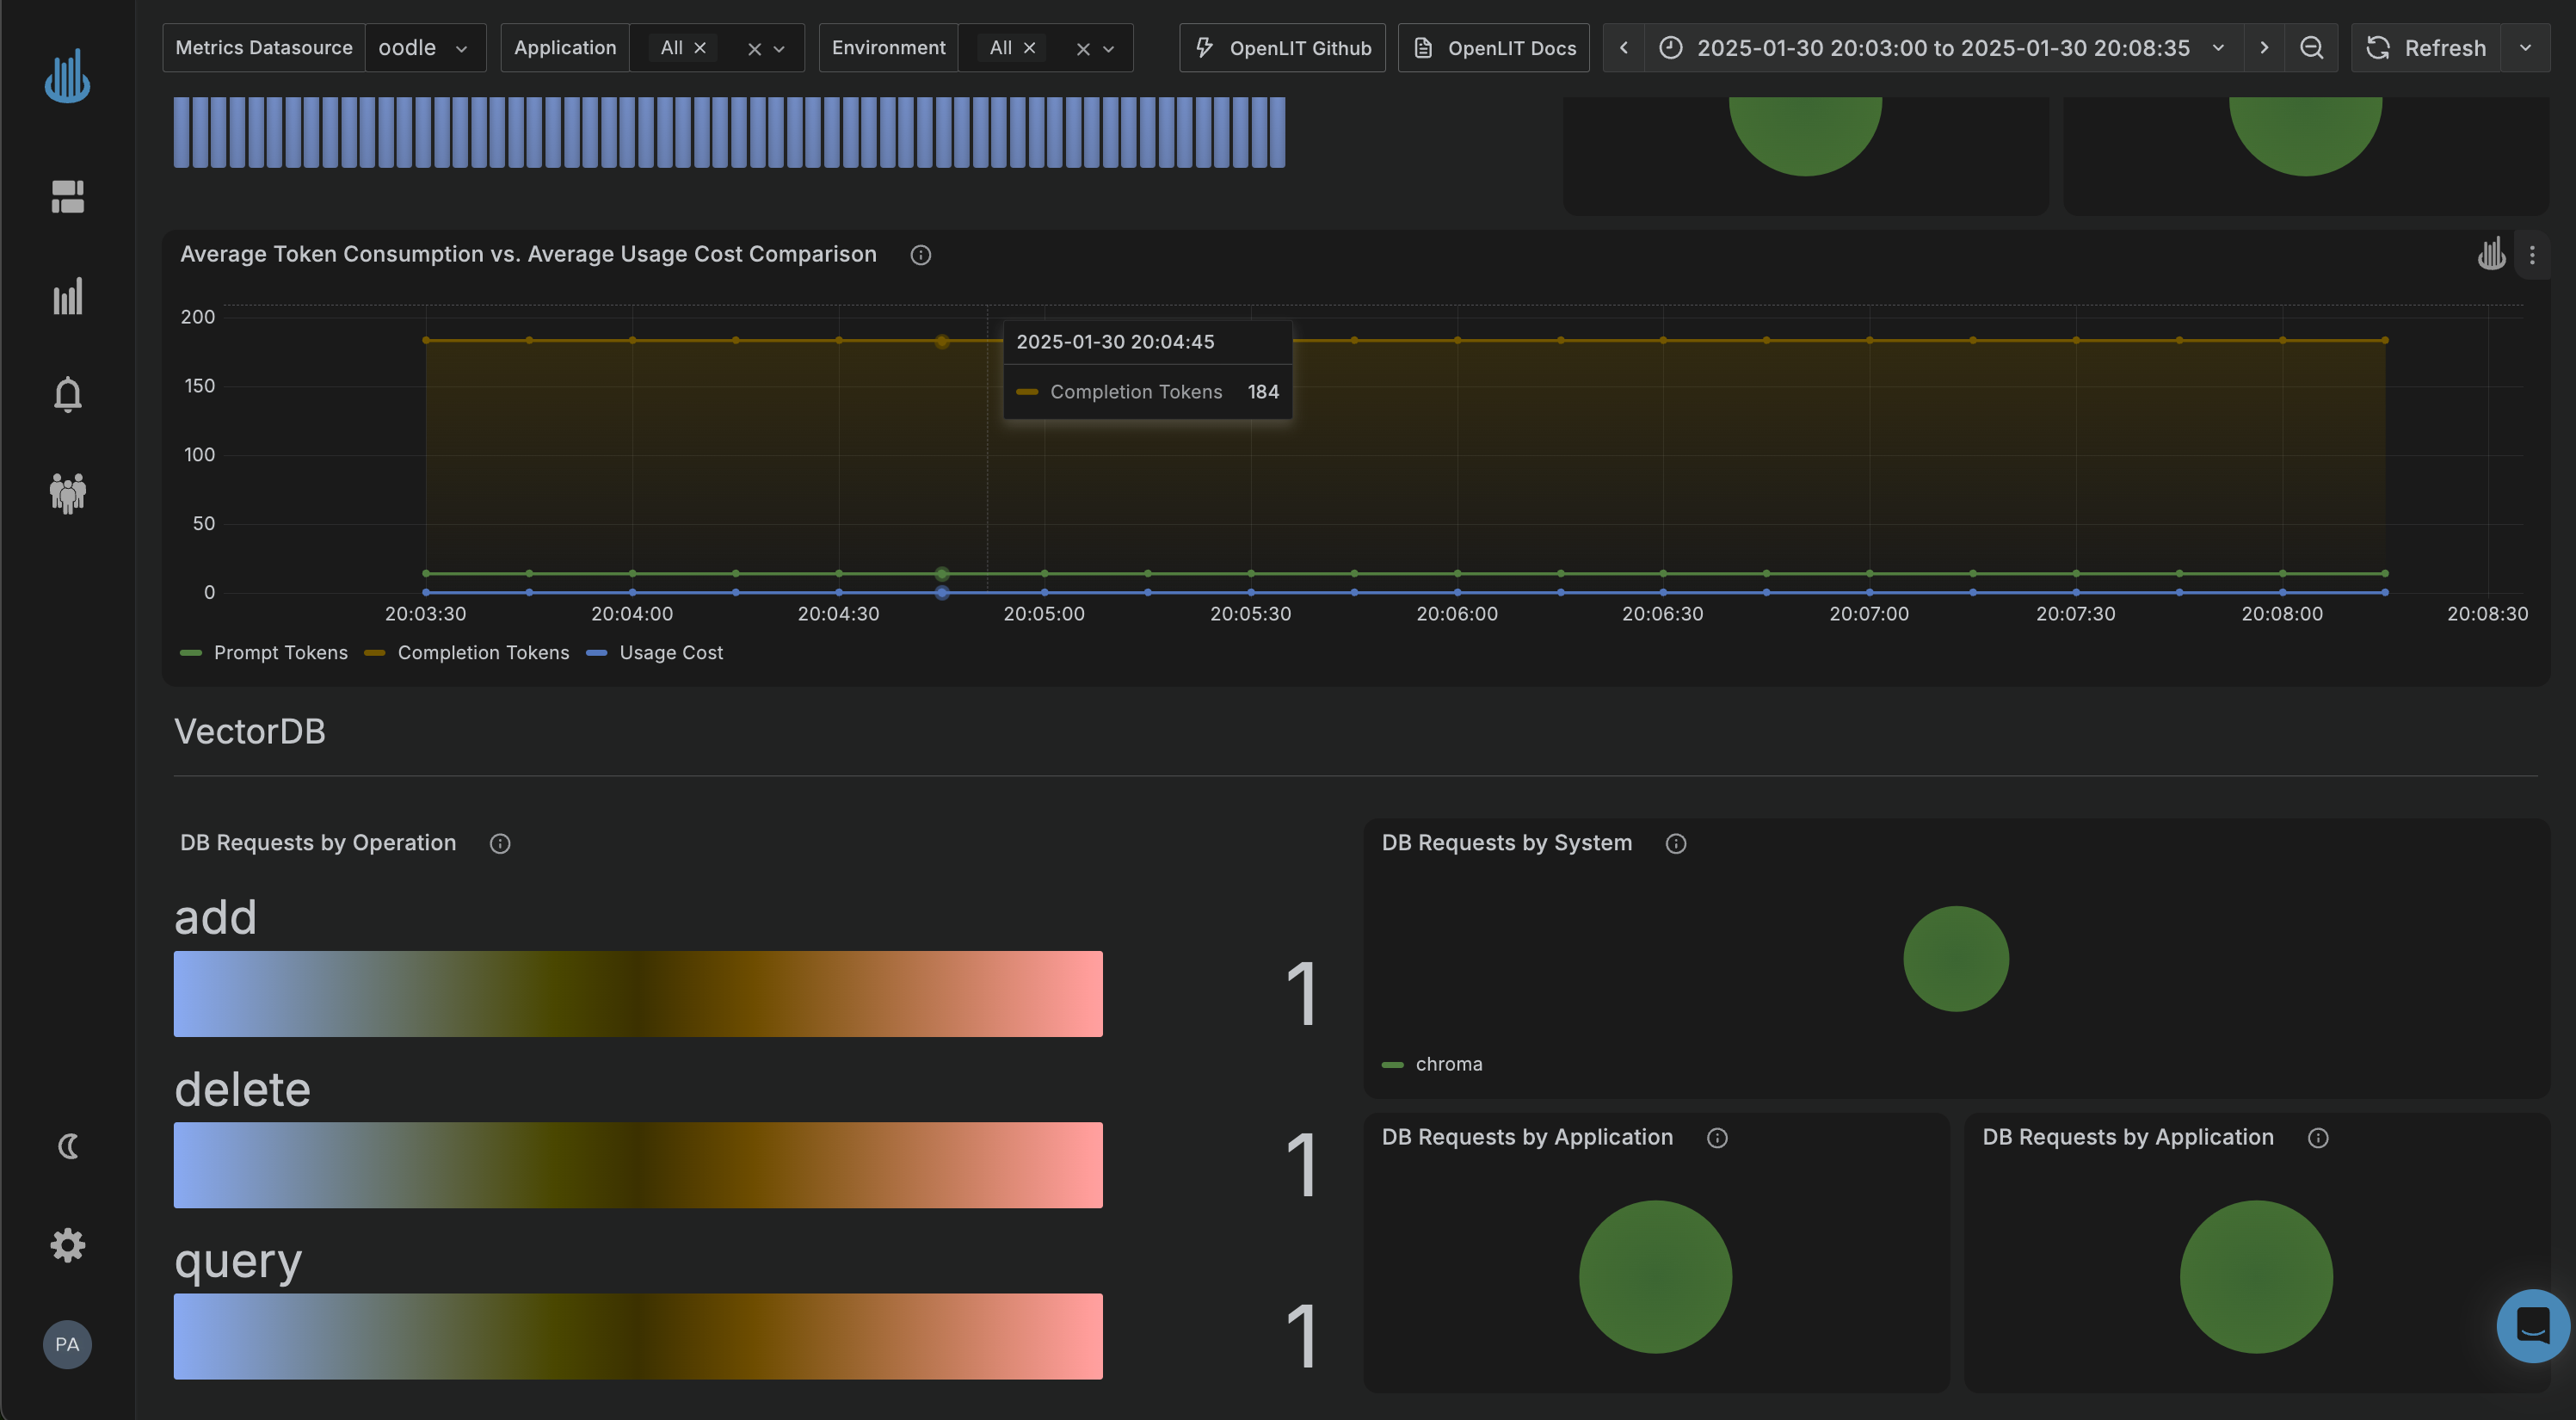 Metrics Datasource oodle Application All Environment All OpenLIT Github OpenLIT Docs 2025-01-30 20:03:00 to 2025-01-30 20:08:35 Refresh
Average Token Consumption vs. Average Usage Cost Comparison
200
150
100
50
0
2025-01-30 20:04:45
Completion Tokens 184
20:03:30 20:04:00 20:04:30 20:05:00 20:05:30 20:06:00 20:06:30 20:07:00 20:07:30 20:08:00 20:08:30
Prompt Tokens Completion Tokens Usage Cost
VectorDB
DB Requests by Operation
add
1
delete
1
query
1
DB Requests by System
chroma
DB Requests by Application
DB Requests by Application
PA